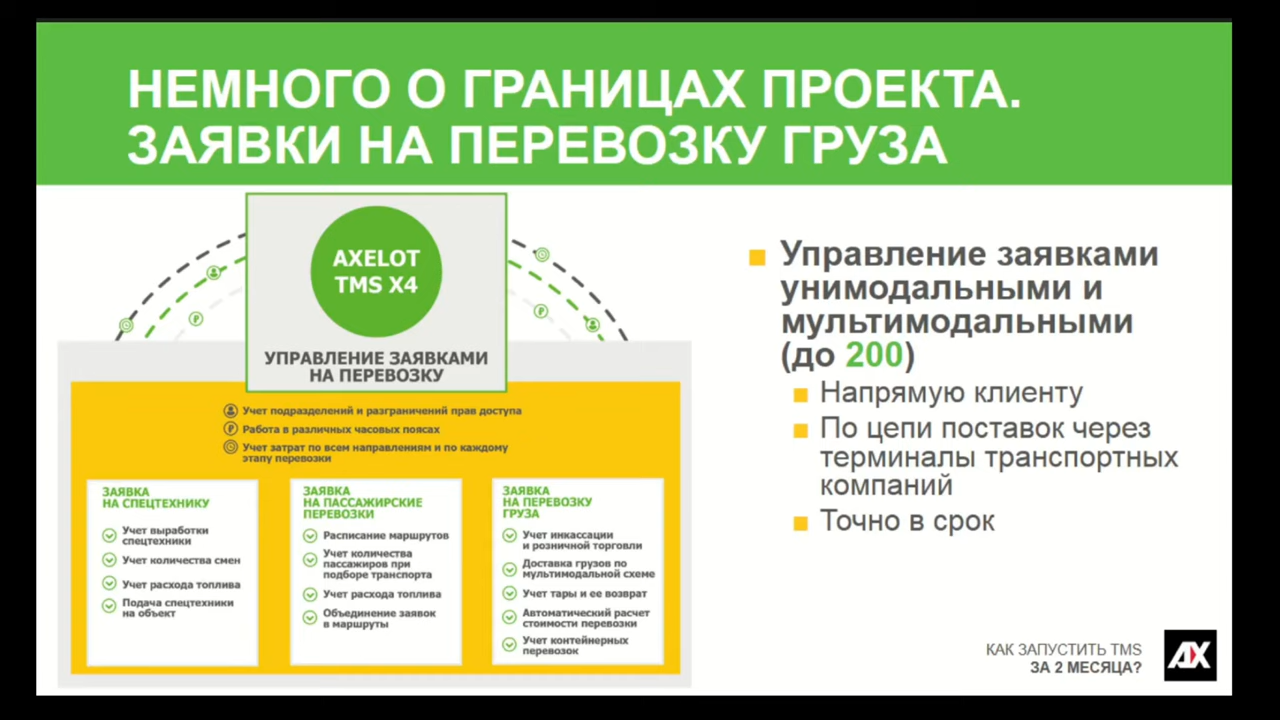 НЕМНОГО О ГРАНИЦАХ ПРОЕКТА.
ЗАЯВКИ НА ПЕРЕВОЗКУ ГРУЗА
AXELOT
TMS X4
УПРАВЛЕНИЕ ЗАЯВКАМИ
НА ПЕРЕВОЗКУ
Учет подразделений и разграничений прав доступа
Работа в различных часовых поясах
Учет затрат по всем направлениям и по каждому
этапу перевозки
ЗАЯВКА
НА СПЕЦТЕХНИКУ
Учет выработки
спецтехники
Учет количества смен
Учет расхода топлива
Подача спецтехники
на объект
ЗАЯВКА
НА ПАССАЖИРСКИЕ
ПЕРЕВОЗКИ
Расписание маршрутов
Учет количества
пассажиров при
подборе транспорта
Учет расхода топлива
Объединение заявок
в маршруты
ЗАЯВКА
НА ПЕРЕВОЗКУ
ГРУЗА
Учет инкассации
и розничной торговли
Доставка грузов по
мультимодальной схеме
Учет тары и ее возврат
Автоматический расчет
стоимости перевозки
Учет контейнерных
перевозок
Управление заявками
унимодальными и
мультимодальными
(до 200)
Напрямую клиенту
По цепи поставок через
терминалы транспортных
компаний
Точно в срок
КАК ЗАПУСТИТЬ TMS
ЗА 2 МЕСЯЦА?
AX